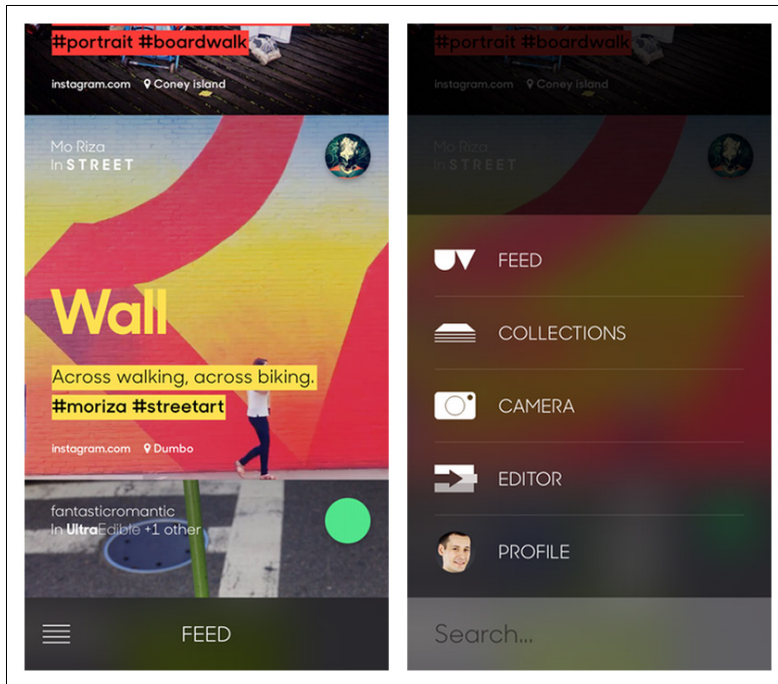 #portrait #boardwalk
instagram.com Coney island
Mo Riza
In STREET
Wall
Across walking, across biking.
#moriza #streetart
instagram.com Dumbo
fantasticromantic
In UltraEdible +1 other
FEED
#portrait #boardwalk
instagram.com Coney island
Mo Riza
In STREET
FEED
COLLECTIONS
CAMERA
EDITOR
PROFILE
Search...